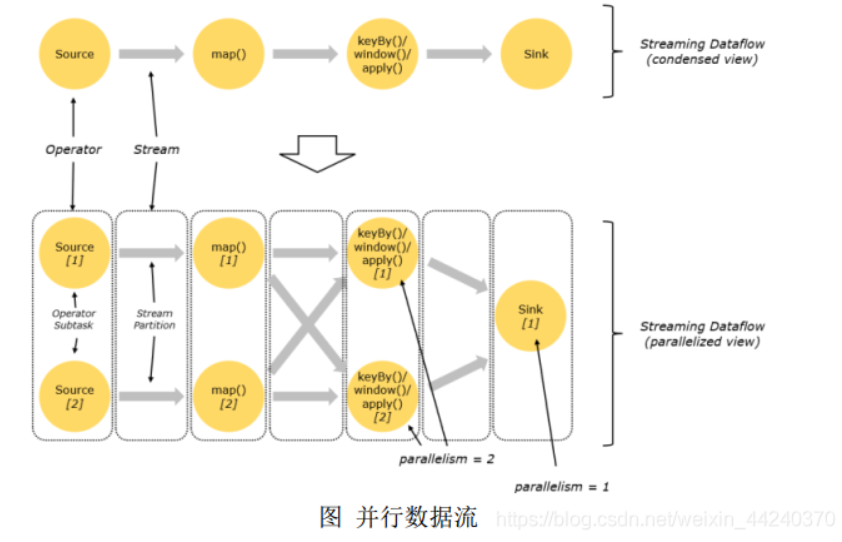 Source
map()
keyBy()/
window()/
apply()
Sink
Streaming Dataflow
(condensed view)
Operator
Stream
Source
[1]
map()
[1]
keyBy()/
window()/
apply()
[1]
Operator
Subtask
Stream
Partition
Sink
[1]
Streaming Dataflow
(parallelized view)
Source
[2]
map()
[2]
keyBy()/
window()/
apply()
[2]
parallelism = 2
parallelism = 1
图 并行数据流
https://blog.csdn.net/weixin_44240370